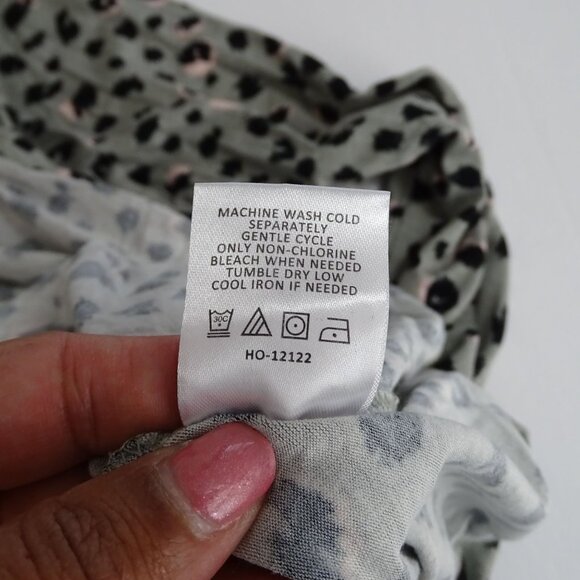 MACHINE WASH COLD
SEPARATELY
GENTLE CYCLE
ONLY NON-CHLORINE
BLEACH WHEN NEEDED
TUMBLE DRY LOW
COOL IRON IF NEEDED
30C
HO-12122